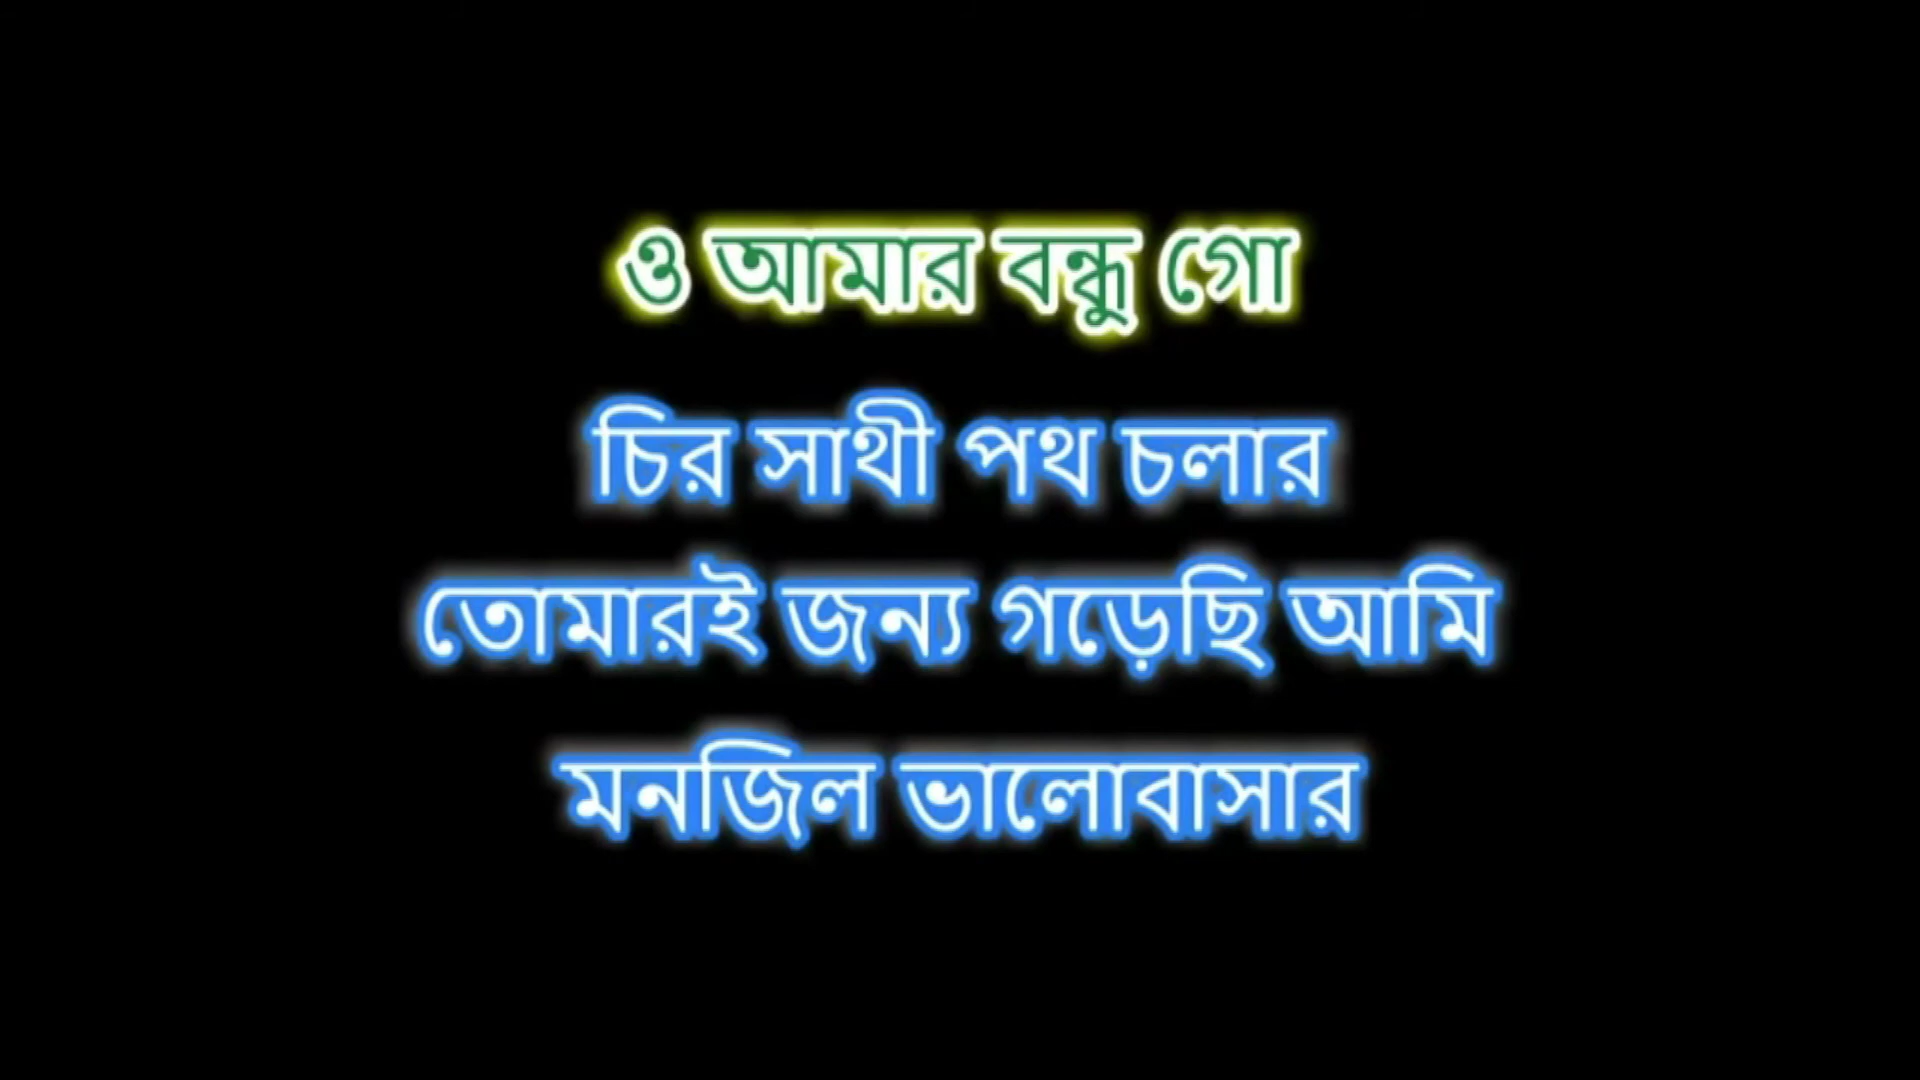 ও আমার বন্ধু গো
চির সাথী পথ চলার
তোমারই জন্য গড়েছি আমি
মনজিল ভালোবাসার